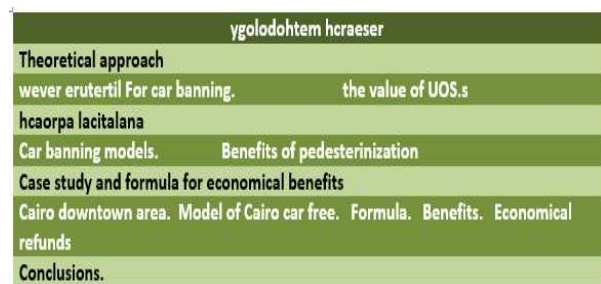 ygolodohtem hcraeser
Theoretical approach
wever erutertil For car banning. the value of UOS.s
hcaorpa lacitalana
Car banning models. Benefits of pedesterinization
Case study and formula for economical benefits
Cairo downtown area. Model of Cairo car free. Formula. Benefits. Economical
refunds
Conclusions.